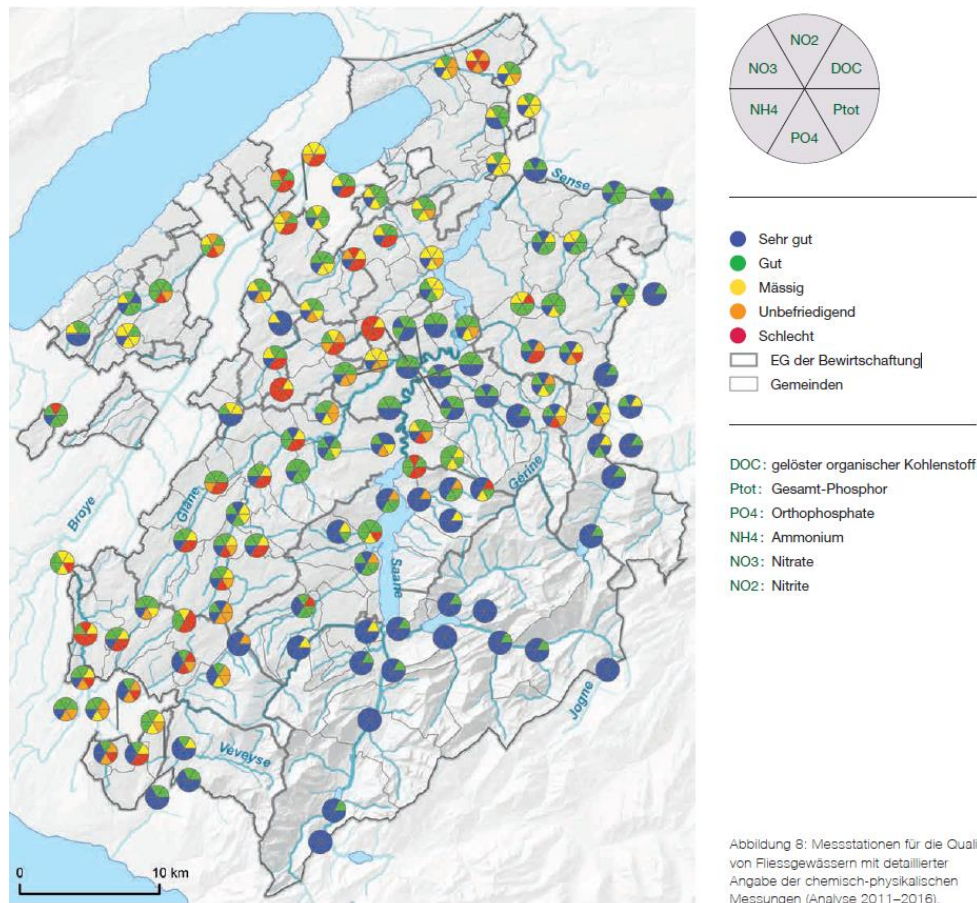 NO2
NO3
DOC
NH4
Ptot
PO4
Sehr gut
Gut
Mässig
Unbefriedigend
Schlecht
EG der Bewirtschaftung
Gemeinden
DOC: gelöster organischer Kohlenstoff
Ptot: Gesamt-Phosphor
PO4: Orthophosphate
NH4: Ammonium
NO3: Nitrate
NO2: Nitrite
Sense
Broye
Glâne
Gérine
Saane
Jogne
Veveyse
0
10 km
Abbildung 8: Messstationen für die Quali
von Fliessgewässern mit detaillierter
Angabe der chemisch-physikalischen
Messungen (Analyse 2011–2016).